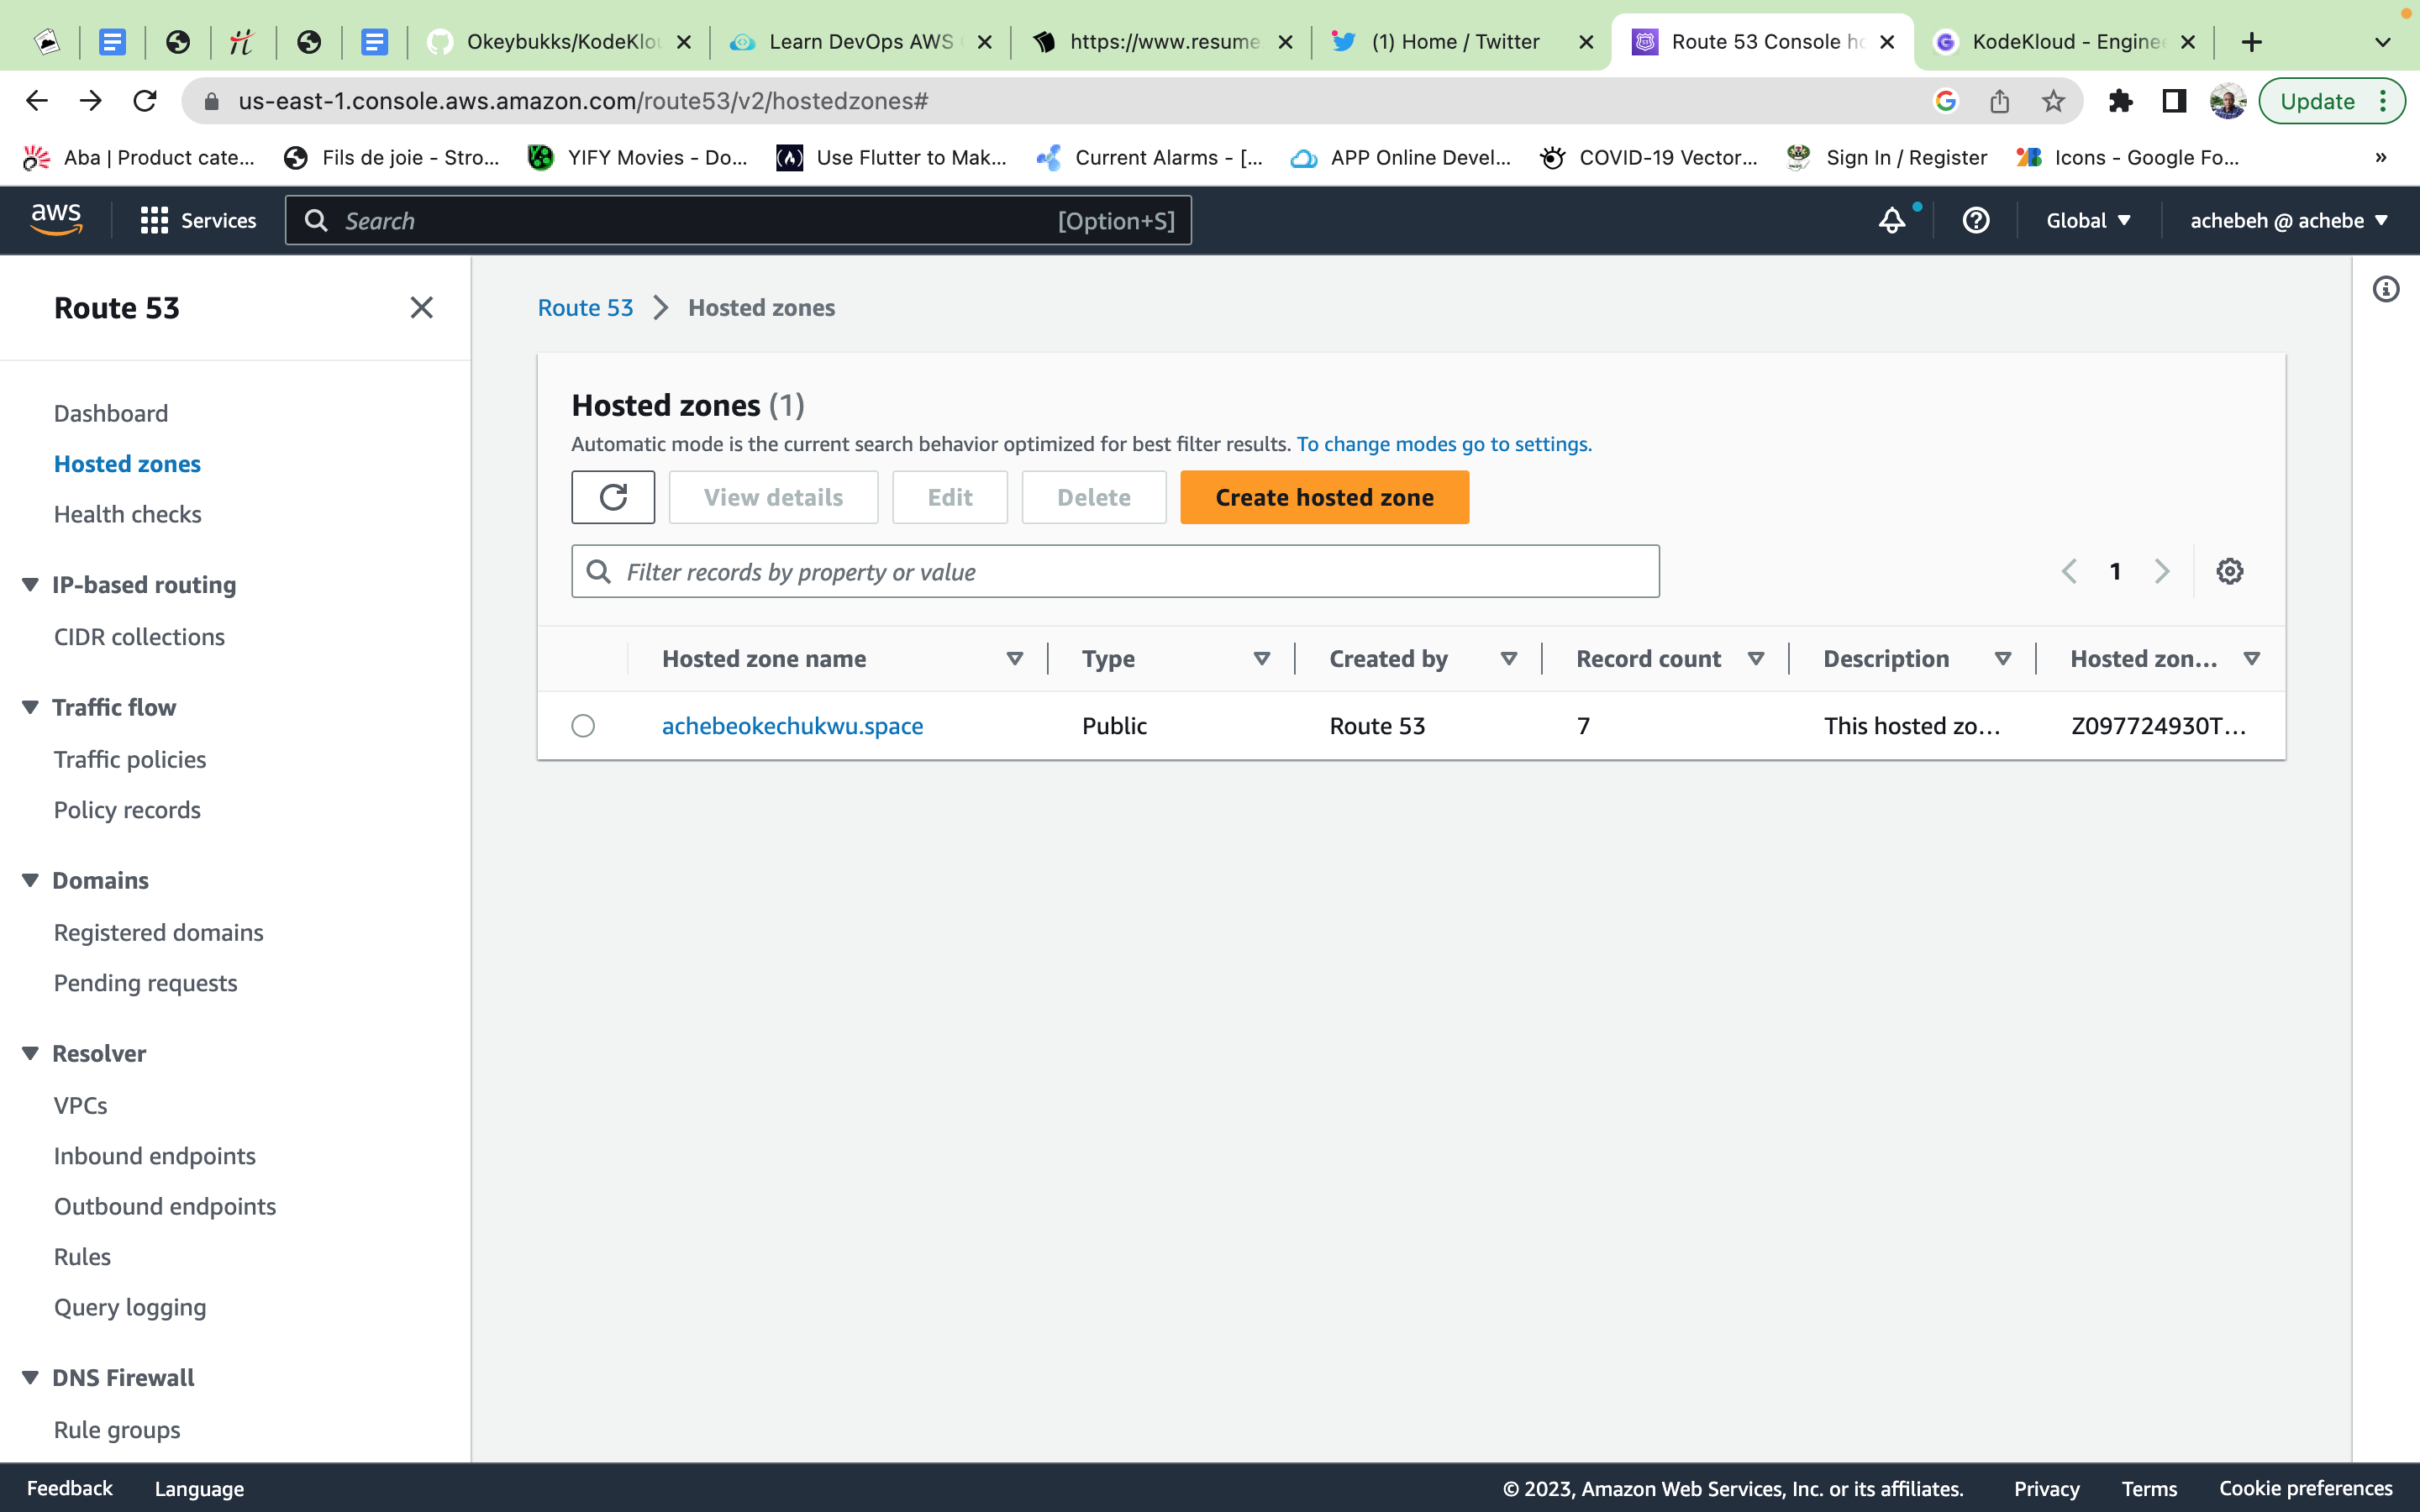 Okeybukks/KodeKlou
Learn DevOps AWS
https://www.resume
(1) Home / Twitter
Route 53 Console ho
KodeKloud - Enginee
us-east-1.console.aws.amazon.com/route53/v2/hostedzones#
Update
Aba | Product cate...
Fils de joie - Stro...
YIFY Movies - Do...
Use Flutter to Mak...
Current Alarms - [...
APP Online Devel...
COVID-19 Vector...
Sign In / Register
Icons - Google Fo...
»
aws
Services
Search
[Option+S]
Global
achebeh @ achebe
Route 53
Dashboard
Hosted zones
Health checks
IP-based routing
CIDR collections
Traffic flow
Traffic policies
Policy records
Domains
Registered domains
Pending requests
Resolver
VPCs
Inbound endpoints
Outbound endpoints
Rules
Query logging
DNS Firewall
Rule groups
Route 53 > Hosted zones
Hosted zones (1)
Automatic mode is the current search behavior optimized for best filter results. To change modes go to settings.
View details
Edit
Delete
Create hosted zone
Filter records by property or value
1
Hosted zone name
Type
Created by
Record count
Description
Hosted zon...
achebeokechukwu.space
Public
Route 53
7
This hosted zo...
Z097724930T...
Feedback
Language
© 2023, Amazon Web Services, Inc. or its affiliates.
Privacy
Terms
Cookie preferences